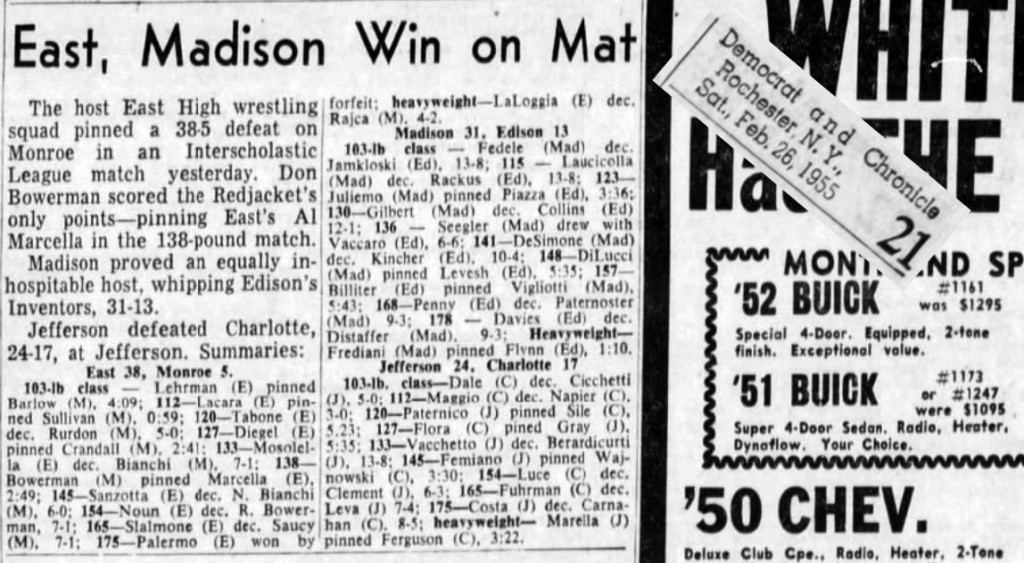 East, Madison Win on Mat
The host East High wrestling
squad pinned a 38-5 defeat on
Monroe in an Interscholastic
League match yesterday. Don
Bowerman scored the Redjacket's
only points—pinning East's Al
Marcella in the 138-pound match.
Madison proved an equally in-
hospitable host, whipping Edison's
Inventors, 31-13.
Jefferson defeated Charlotte,
24-17, at Jefferson. Summaries:
East 38, Monroe 5.
103-lb class — Lehrman (E) pinned
Barlow (M), 4:09; 112—Lacara (E) pin-
ned Sullivan (M), 0:59; 120—Tabone (E)
dec. Rurdon (M), 5-0; 127—Diegel (E)
pinned Crandall (M), 2:41; 133—Mosolel-
la (E) dec. Bianchi (M), 7-1; 138—
Bowerman (M) pinned Marcella (E),
2:49; 145—Sanzotta (E) dec. N. Bianchi
(M), 6-0; 154—Noun (E) dec. R. Bower-
man, 7-1; 165—Slalmone (E) dec. Saucy
(M), 7-1; 175—Palermo (E) won by
forfeit; heavyweight—LaLoggia (E) dec.
Rajca (M), 4-2.
Madison 31, Edison 13
103-lb class — Fedele (Mad) dec.
Jamkloski (Ed), 13-8; 115 — Laucicolla
(Mad) dec. Rackus (Ed), 13-8; 123—
Juliemo (Mad) pinned Piazza (Ed), 3:36;
130—Gilbert (Mad) dec. Collins (Ed)
12-1; 136 — Seegler (Mad) drew with
Vaccaro (Ed), 6-6; 141—DeSimone (Mad)
dec. Kincher (Ed), 10-4; 148—DiLucci
(Mad) pinned Levesh (Ed), 5:35; 157—
Billiter (Ed) pinned Vigliotti (Mad),
5:43; 168—Penny (Ed) dec. Paternoster
(Mad) 9-3; 178 — Davies (Ed) dec.
Distaffer (Mad), 9-3; Heavyweight—
Frediani (Mad) pinned Flynn (Ed), 1:10.
Jefferson 24, Charlotte 17
103-lb. class—Dale (C) dec. Cicchetti
(J), 5-0; 112—Maggio (C) dec. Napier (C),
3-0; 120—Paternico (J) pinned Sile (C),
5.23; 127—Flora (C) pined Gray (J),
5:35; 133—Vacchetto (J) dec. Berardicurti
(J), 13-8; 145—Femiano (J) pinned Waj-
nowski (C), 3:30; 154—Luce (C) dec.
Clement (J), 6-3; 165—Fuhrman (C) dec.
Leva (J) 7-4; 175—Costa (J) dec. Carna-
han (C), 8-5; heavyweight— Marella (J)
pinned Ferguson (C), 3:22.
Democrat and Chronicle
Rochester, N.Y.,
Sat., Feb. 26, 1955
21
WHIT
Ha HE
MONT ND SP
'52 BUICK
#1161
was $1295
Special 4-Door. Equipped, 2-tone
finish. Exceptional value.
'51 BUICK
#1173
or #1247
were $1095
Super 4-Door Sedan. Radio, Heater,
Dynaflow. Your Choice.
'50 CHEV.
Deluxe Club Cpe., Radio, Heater, 2-Tone